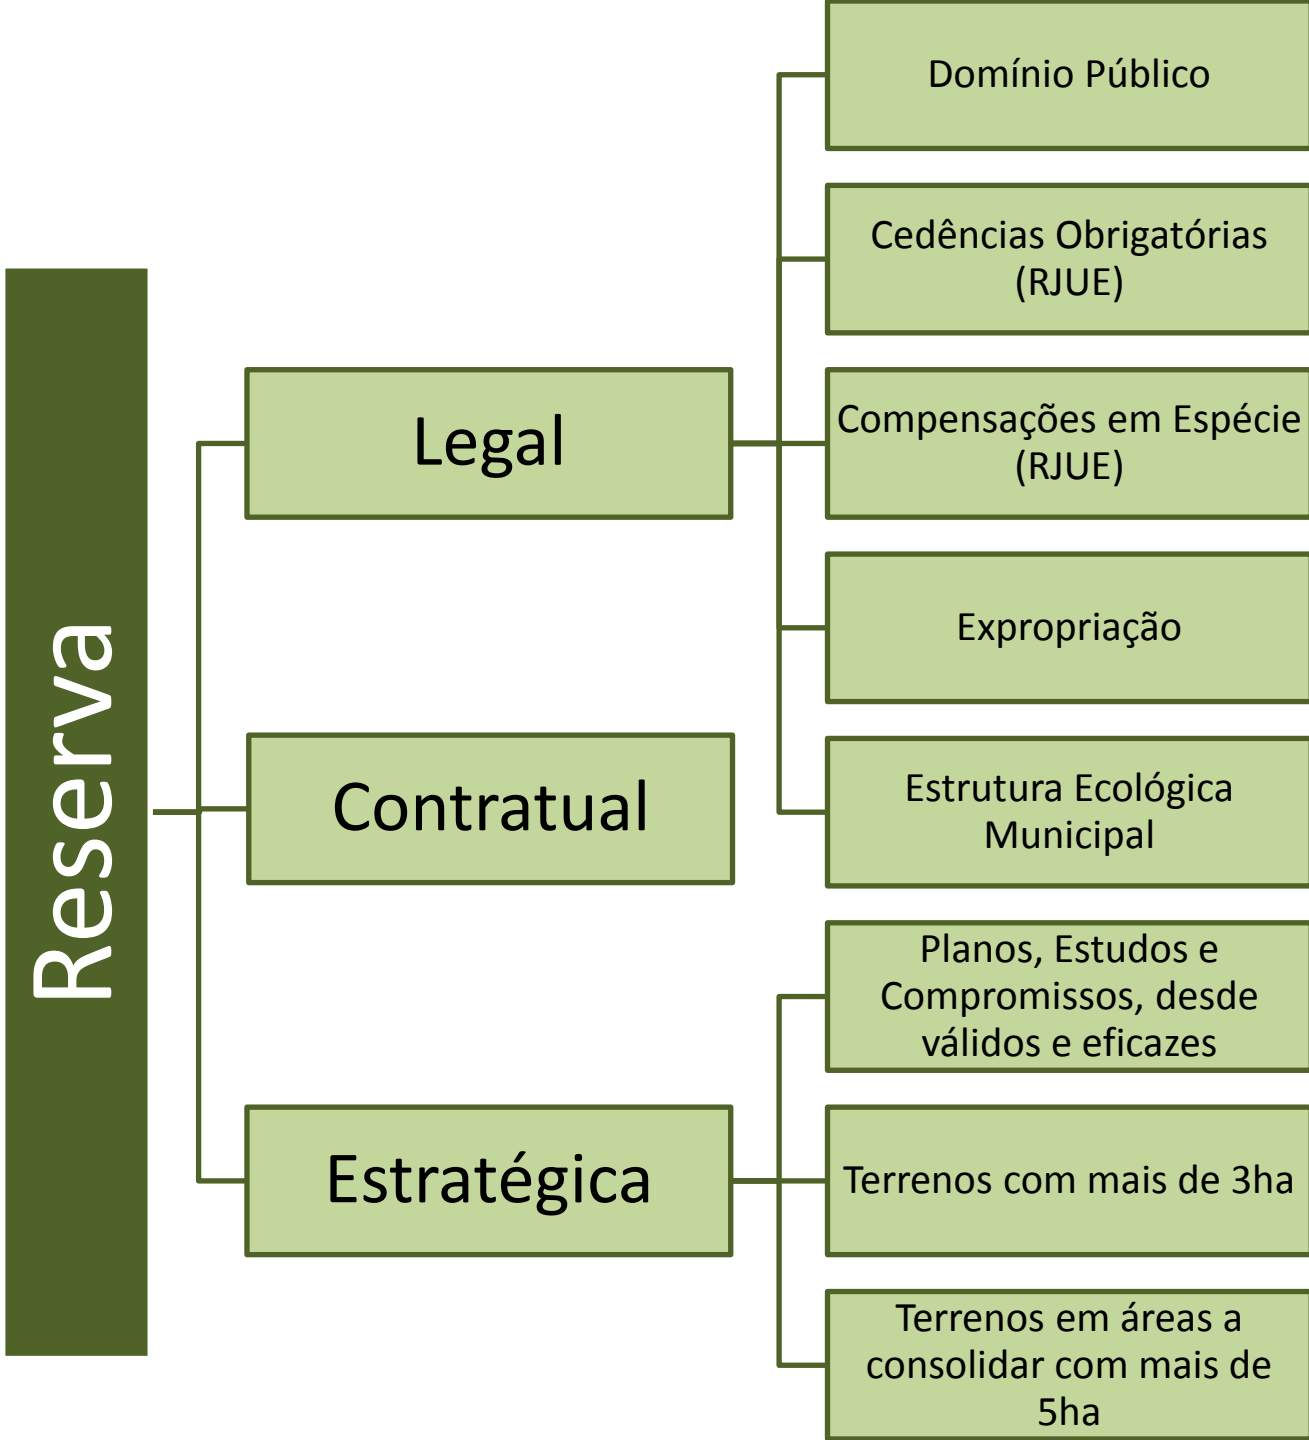 Reserva
Legal
Domínio Público
Cedências Obrigatórias
(RJUE)
Compensações em Espécie
(RJUE)
Expropriação
Estrutura Ecológica
Municipal
Contratual
Estratégica
Planos, Estudos e
Compromissos, desde
válidos e eficazes
Terrenos com mais de 3ha
Terrenos em áreas a
consolidar com mais de
5ha